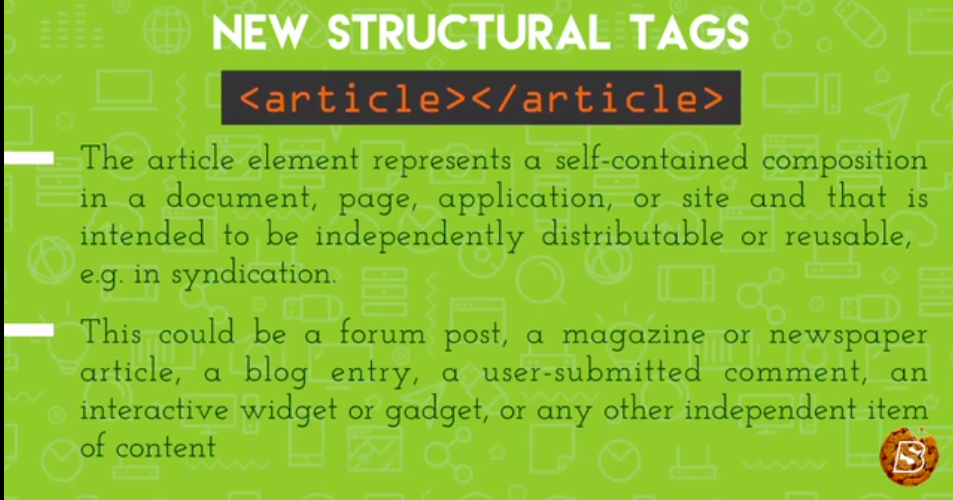 NEW STRUCTURAL TAGS
<article></article>
The article element represents a self-contained composition
in a document, page, application, or site and that is
intended to be independently distributable or reusable,
e.g. in syndication.
This could be a forum post, a magazine or newspaper
article, a blog entry, a user-submitted comment, an
interactive widget or gadget, or any other independent item
of content
B